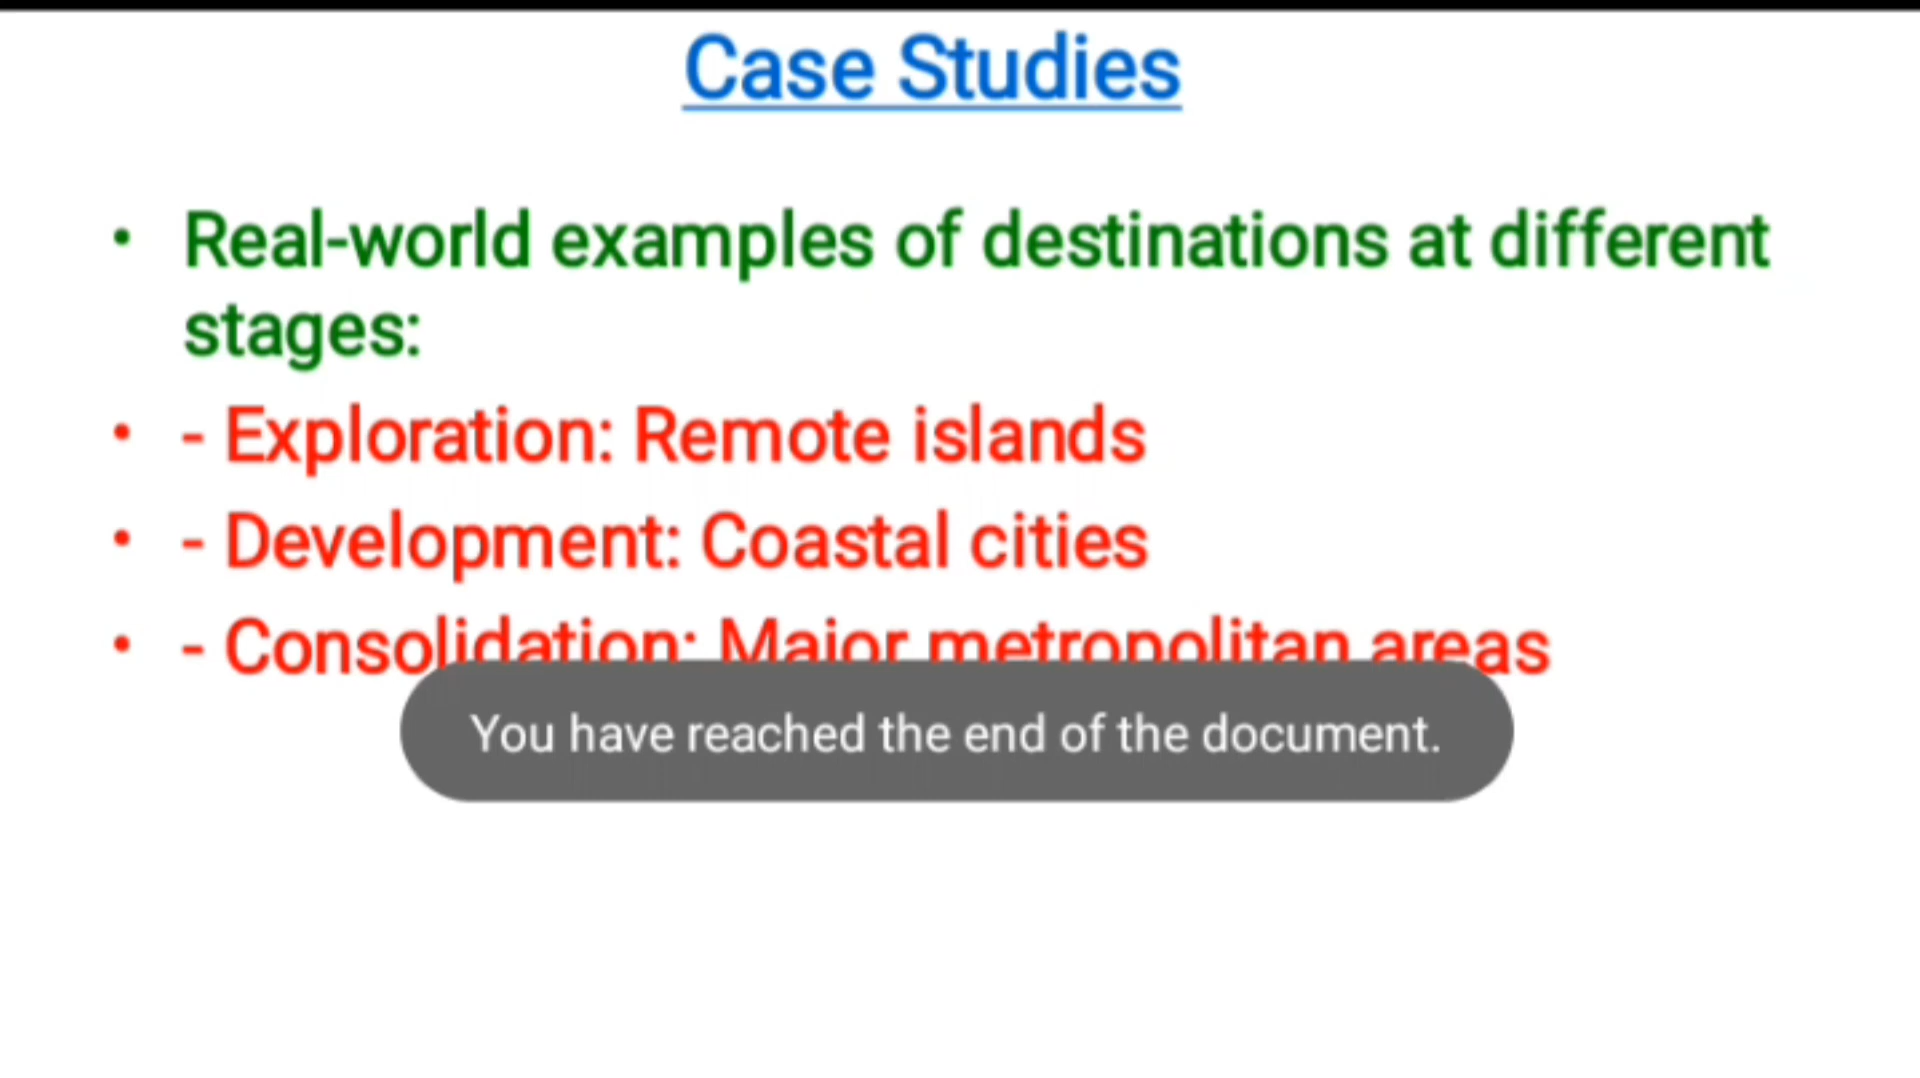 Case Studies
• Real-world examples of destinations at different
stages:
• - Exploration: Remote islands
• - Development: Coastal cities
• - Consolidation: Major metropolitan areas
You have reached the end of the document.